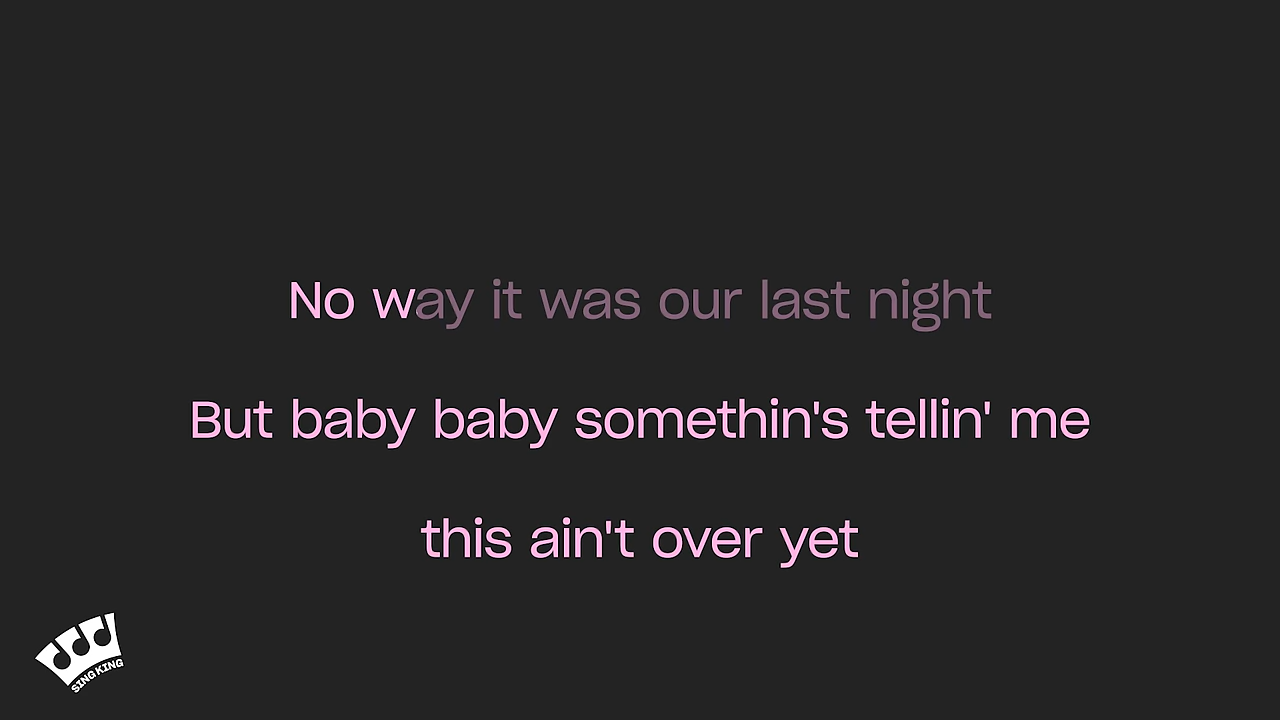 No way it was our last night
But baby baby somethin's tellin' me
this ain't over yet
SING KING